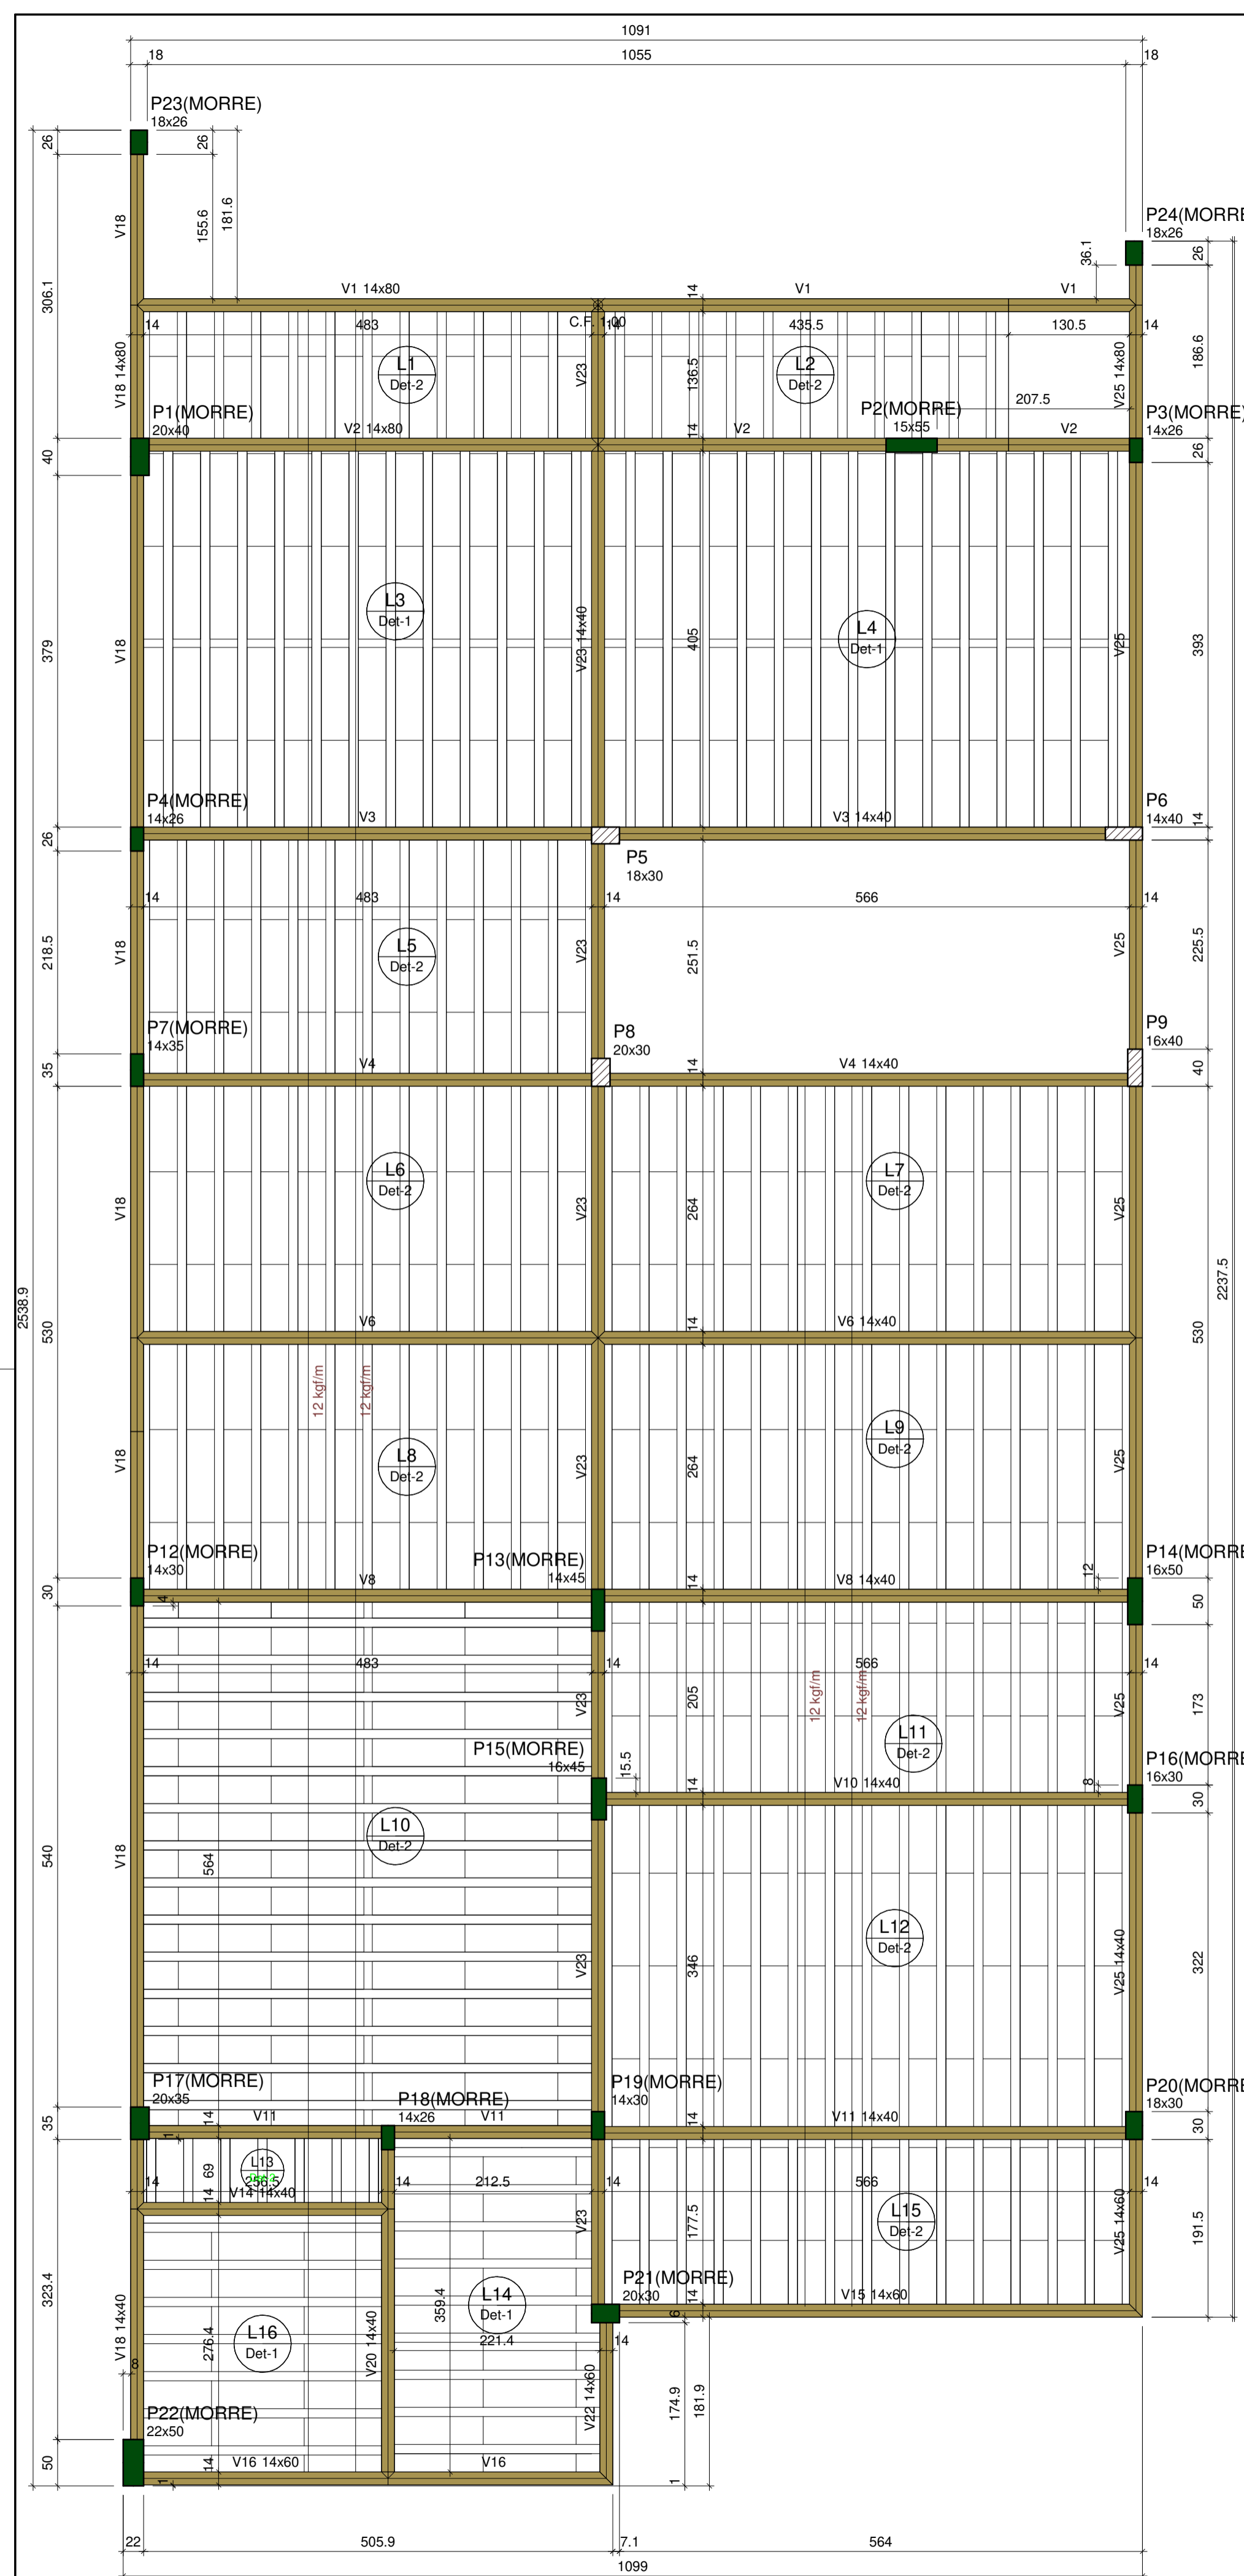 1091
18
1055
18
P23(MORRE)
18x26
26
26
155.6
181.6
V18
306.1
P24(MORRE
18x26
36.1
26
V1 14x80
14
V1
V1
14
483
C.F. 1.00
14
435.5
130.5
14
V18 14x80
L1
Det-2
V23
136.5
L2
Det-2
V25 14x80
186.6
207.5
P1(MORRE)
20x40
V2 14x80
14
V2
P2(MORRE)
15x55
V2
P3(MORRE)
14x26
40
26
379
V18
L3
Det-1
V23 14x40
405
L4
Det-1
V25
393
P4(MORRE)
14x26
V3
V3 14x40
P6
14x40
14
26
P5
18x30
14
483
14
566
14
218.5
V18
L5
Det-2
V23
251.5
V25
225.5
P7(MORRE)
14x35
P8
20x30
P9
16x40
35
V4
14
V4 14x40
40
V18
L6
Det-2
V23
264
L7
Det-2
V25
2538.9
530
V6
14
V6 14x40
530
2237.5
12 kgf/m
12 kgf/m
V18
L8
Det-2
V23
264
L9
Det-2
V25
P12(MORRE)
14x30
P13(MORRE)
14x45
12
P14(MORRE
16x50
30
4
V8
14
V8 14x40
50
14
483
14
566
14
V18
V23
205
12 kgf/m
12 kgf/m
V25
173
L11
Det-2
P15(MORRE)
16x45
15.5
14
V10 14x40
8
P16(MORRE
16x30
30
540
V18
564
L10
Det-2
V23
346
L12
Det-2
V25 14x40
322
P17(MORRE)
20x35
P18(MORRE)
14x26
P19(MORRE)
14x30
P20(MORRE
18x30
35
14
V11
V11
14
V11 14x40
30
1
L13
14
69
256.5
14
212.5
14
566
14
14
V14 14x40
V23
177.5
L15
Det-2
V25 14x60
191.5
323.4
V18 14x40
276.4
L16
Det-1
V20 14x40
359.4
L14
Det-1
221.4
P21(MORRE)
20x30
14
6
V15 14x60
14
8
V22 14x60
174.9
181.9
P22(MORRE)
22x50
50
1
14
V16 14x60
V16
1
22
505.9
7.1
564
1099